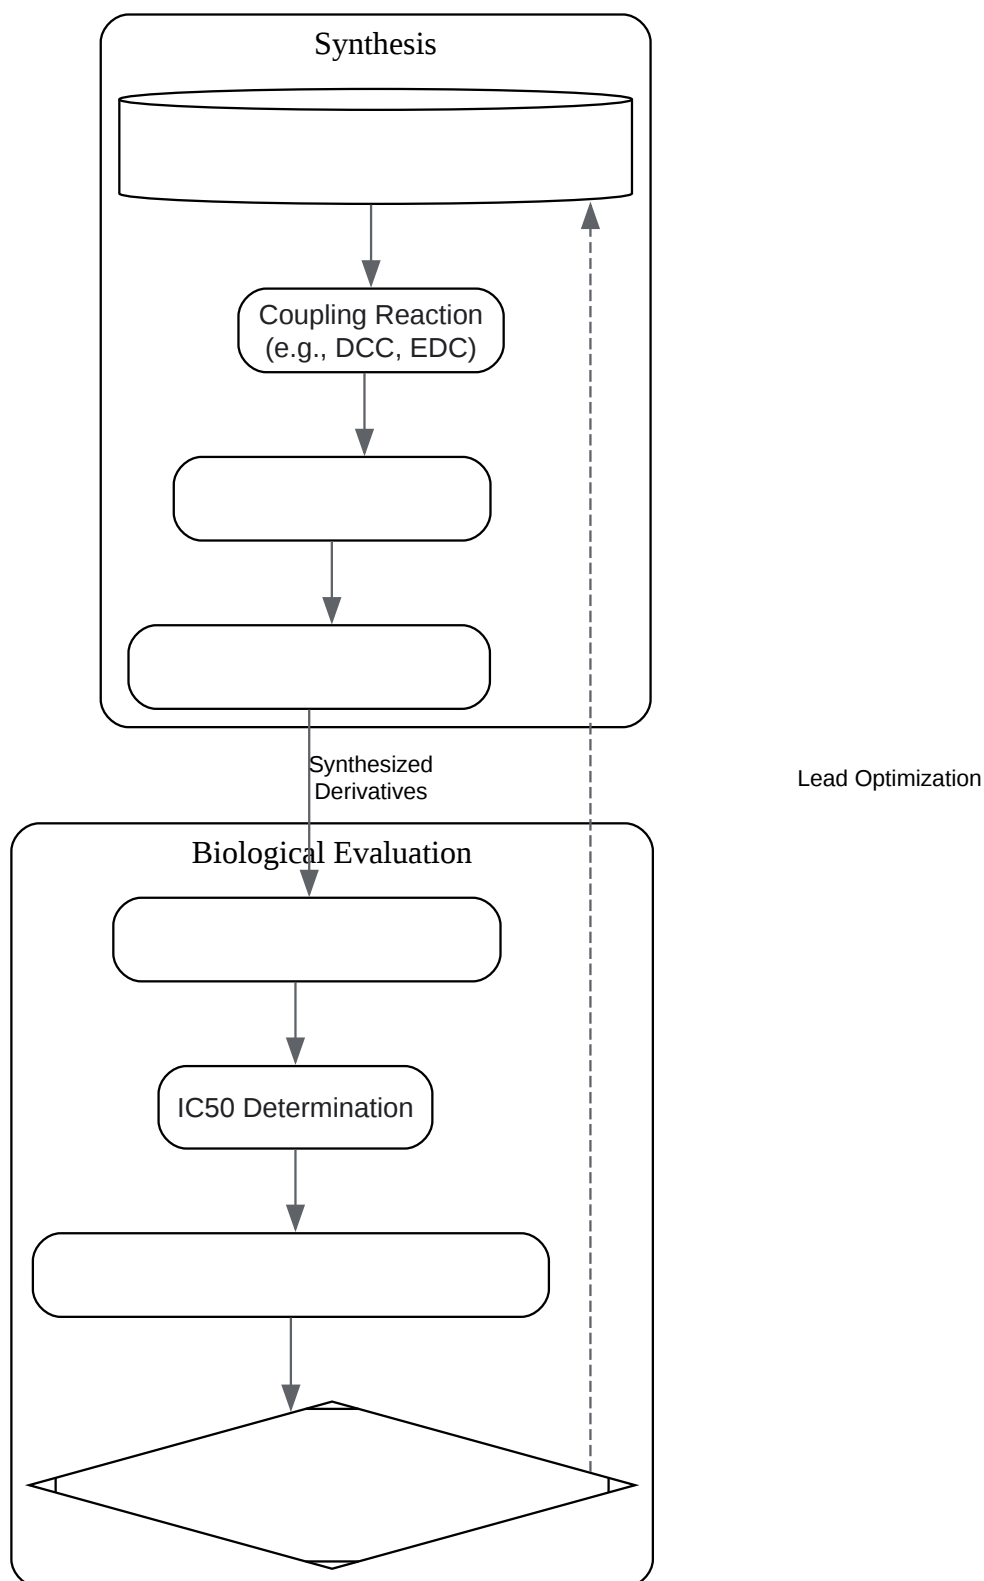 Synthesis
Coupling Reaction
(e.g., DCC, EDC)
Synthesized
Derivatives
Lead Optimization
Biological Evaluation
IC50 Determination